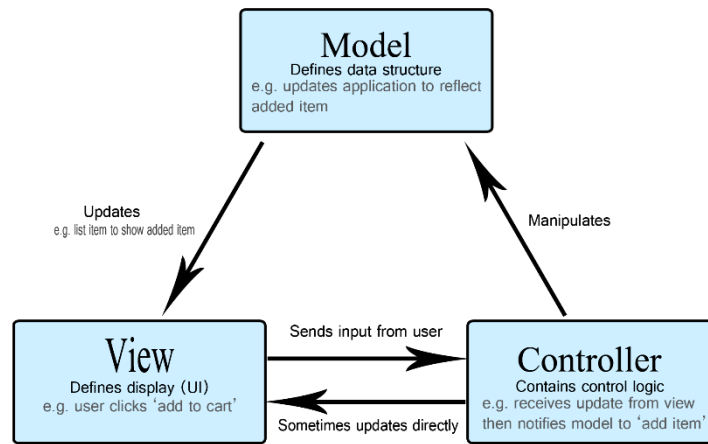 Model
Defines data structure
e.g. updates application to reflect
added item
Updates
e.g. list item to show added item
Manipulates
View
Defines display (UI)
e.g. user clicks ‘add to cart’
Sends input from user
Sometimes updates directly
Controller
Contains control logic
e.g. receives update from view
then notifies model to ‘add item’